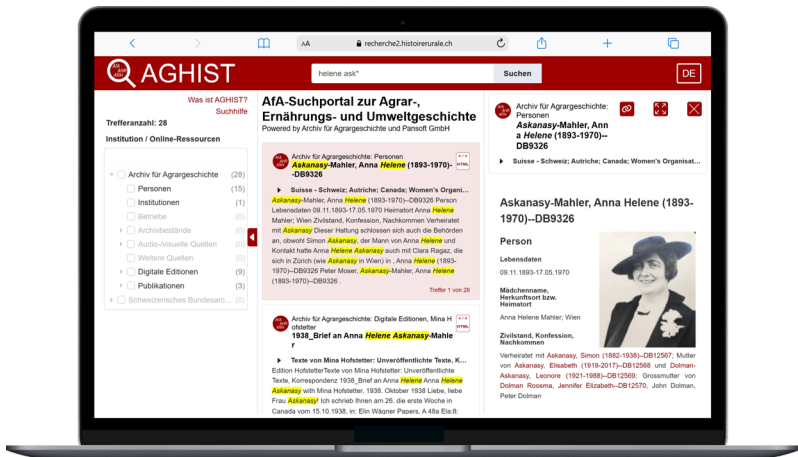 AA recherche2.histoirerurale.ch
AfA AHR ARH AGHIST
helene ask*
Suchen
DE
Was ist AGHIST?
Suchhilfe
Trefferanzahl: 28
Institution / Online-Ressourcen
Archiv für Agrargeschichte (28)
Personen (15)
Institutionen (1)
Betriebe (0)
Archivbestände (0)
Audio-/visuelle Quellen (0)
Weitere Quellen (0)
Digitale Editionen (9)
Publikationen (3)
Schweizerisches Bundesarc... (0)
AfA-Suchportal zur Agrar-,
Ernährungs- und Umweltgeschichte
Powered by Archiv für Agrargeschichte und Pansoft GmbH
Archiv für Agrargeschichte: Personen
Askanasy-Mahler, Anna Helene (1893-1970)-
-DB9326
HTML
Suisse - Schweiz; Autriche; Canada; Women's Organi...
Askanasy-Mahler, Anna Helene (1893-1970)--DB9326 Person
Lebensdaten 09.11.1893-17.05.1970 Heimatort Anna Helene
Mahler; Wien Zivilstand, Konfession, Nachkommen Verheiratet
mit Askanasy Dieser Haltung schlossen sich auch die Behörden
an, obwohl Simon Askanasy, der Mann von Anna Helene und
Kontakt hatte Anna Helene Askanasy auch mit Clara Ragaz, die
sich in Zürich (wie Askanasy in Wien) in , Anna Helene (1893-
1970)--DB9326 Peter Moser, Askanasy-Mahler, Anna Helene
(1893-1970)--DB9326 .
Treffer 1 von 28
Archiv für Agrargeschichte: Digitale Editionen, Mina H
ofstetter
1938_Brief an Anna Helene Askanasy-Mahle
r
HTML
Texte von Mina Hofstetter: Unveröffentlichte Texte, K...
Edition HofstetterTexte von Mina Hofstetter: Unveröffentlichte
Texte, Korrespondenz 1938_Brief an Anna Helene Anna Helene
Askanasy with Mina Hofstetter, 1938. Oktober 1938 Liebe, liebe
Frau Askanasy! Ich schrieb Ihnen am 26. die erste Woche in
Canada vom 15.10.1938, in: Elin Wägner Papers, A 48a Ela:8:
Archiv für Agrargeschichte:
Personen
Askanasy-Mahler, Ann
a Helene (1893-1970)--
DB9326
Suisse - Schweiz; Autriche; Canada; Women's Organisat...
Askanasy-Mahler, Anna Helene (1893-
1970)--DB9326
Person
Lebensdaten
09.11.1893-17.05.1970
Mädchenname,
Herkunftsort bzw.
Heimatort
Anna Helene Mahler; Wien
Zivilstand, Konfession,
Nachkommen
Verheiratet mit Askanasy, Simon (1882-1938)--DB12567; Mutter
von Askanasy, Elisabeth (1919-2017)--DB12568 und Dolman-
Askanasy, Leonore (1921-1988)--DB12569; Grossmutter von
Dolman Roosma, Jennifer Elizabeth--DB12570, John Dolman,
Peter Dolman